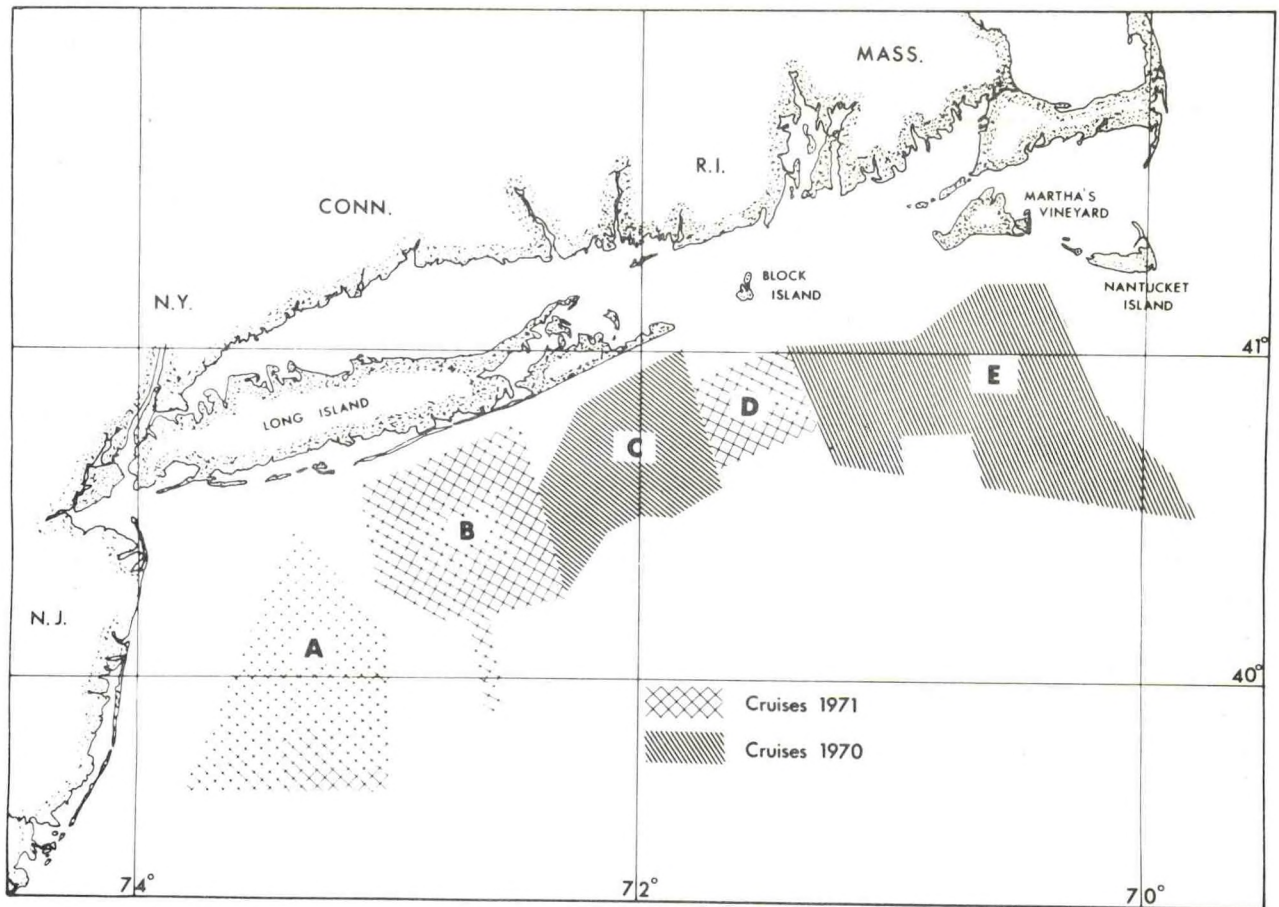 MASS.
R.I.
CONN.
MARTHA'S
VINEYARD
BLOCK
ISLAND
NANTUCKET
ISLAND
N.Y.
41°
E
D
LONG ISLAND
C
B
N.J.
A
40°
Cruises 1971
Cruises 1970
74°
72°
70°